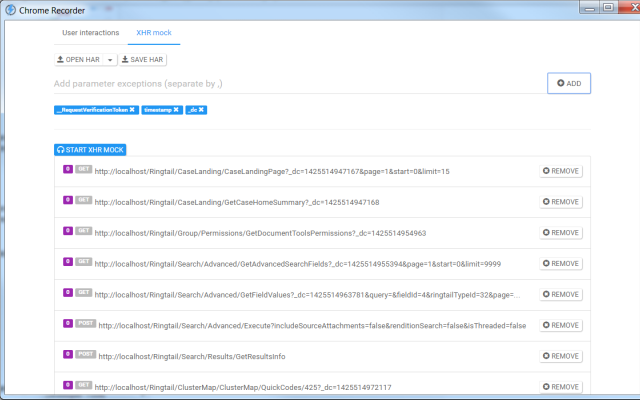 Chrome Recorder
User interactions XHR mock
OPEN HAR SAVE HAR
Add parameter exceptions (separate by ,)
ADD
__RequestVerificationToken ✖ timestamp ✖ _dc ✖
START XHR MOCK
0 GET http://localhost/Ringtail/CaseLanding/CaseLandingPage?_dc=1425514947167&page=1&start=0&limit=15 REMOVE
0 GET http://localhost/Ringtail/CaseLanding/GetCaseHomeSummary?_dc=1425514947168 REMOVE
0 GET http://localhost/Ringtail/Group/Permissions/GetDocumentToolsPermissions?_dc=1425514954963 REMOVE
0 GET http://localhost/Ringtail/Search/Advanced/GetAdvancedSearchFields?_dc=1425514955394&page=1&start=0&limit=9999 REMOVE
0 GET http://localhost/Ringtail/Search/Advanced/GetFieldValues?_dc=1425514963781&query=&fieldId=4&ringtailTypeId=32&page=... REMOVE
0 POST http://localhost/Ringtail/Search/Advanced/Execute?includeSourceAttachments=false&renditionSearch=false&isThreaded=false REMOVE
0 POST http://localhost/Ringtail/Search/Results/GetResultsInfo REMOVE
0 GET http://localhost/Ringtail/ClusterMap/ClusterMap/QuickCodes/425?_dc=1425514972117 REMOVE